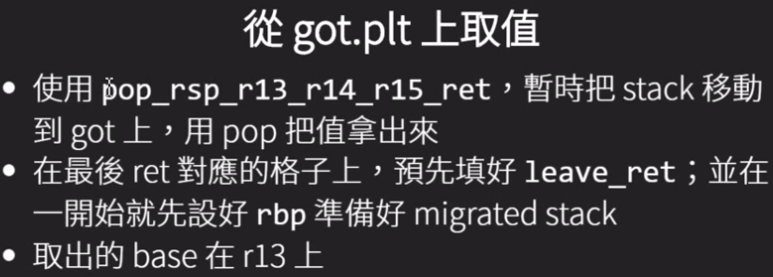 從 got.plt 上取值
• 使用 pop_rsp_r13_r14_r15_ret，暫時把 stack 移動
到 got 上，用 pop 把值拿出來
• 在最後 ret 對應的格子上，預先填好 leave_ret；並在
一開始就先設好 rbp 準備好 migrated stack
• 取出的 base 在 r13 上